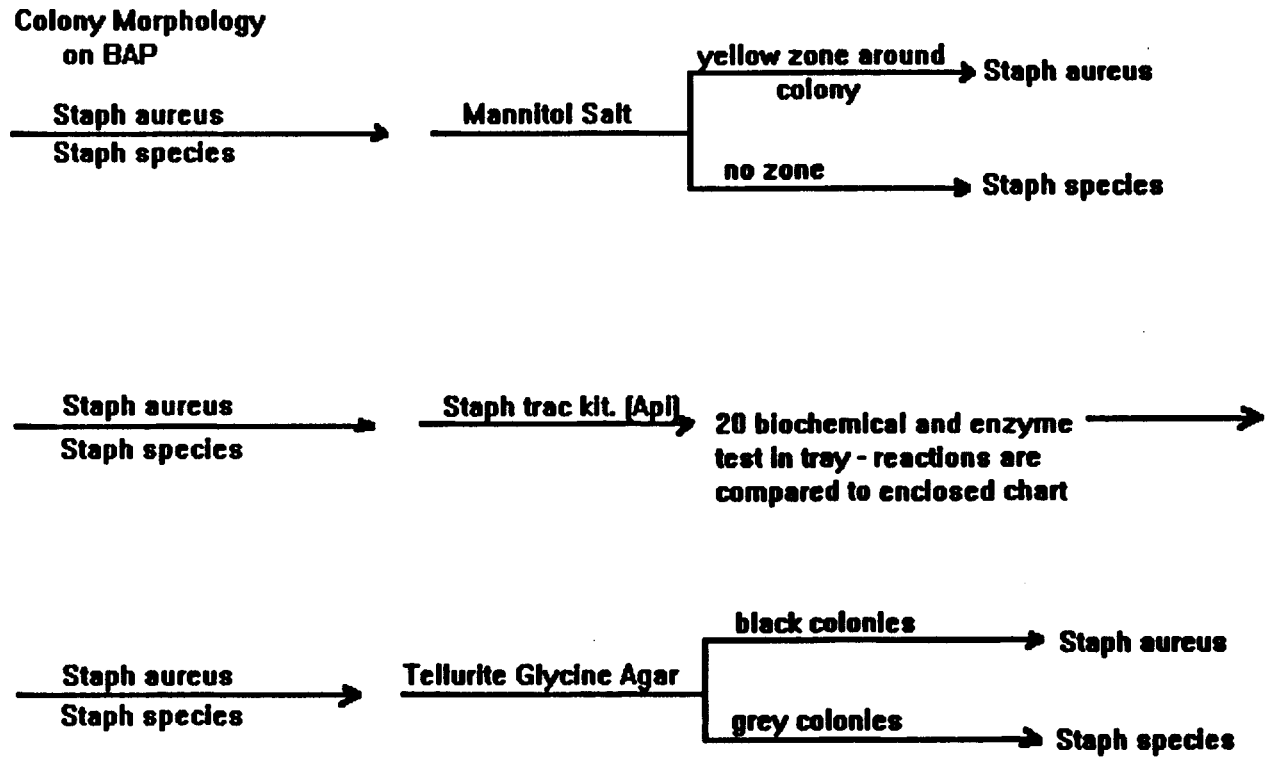 Colony Morphology
on BAP
Staph aureus
Staph species
Mannitol Salt
yellow zone around
colony
Staph aureus
no zone
Staph species
Staph aureus
Staph species
Staph trac kit. (Api)
20 biochemical and enzyme
test in tray - reactions are
compared to enclosed chart
Staph aureus
Staph species
Tellurite Glycine Agar
black colonies
Staph aureus
grey colonies
Staph species